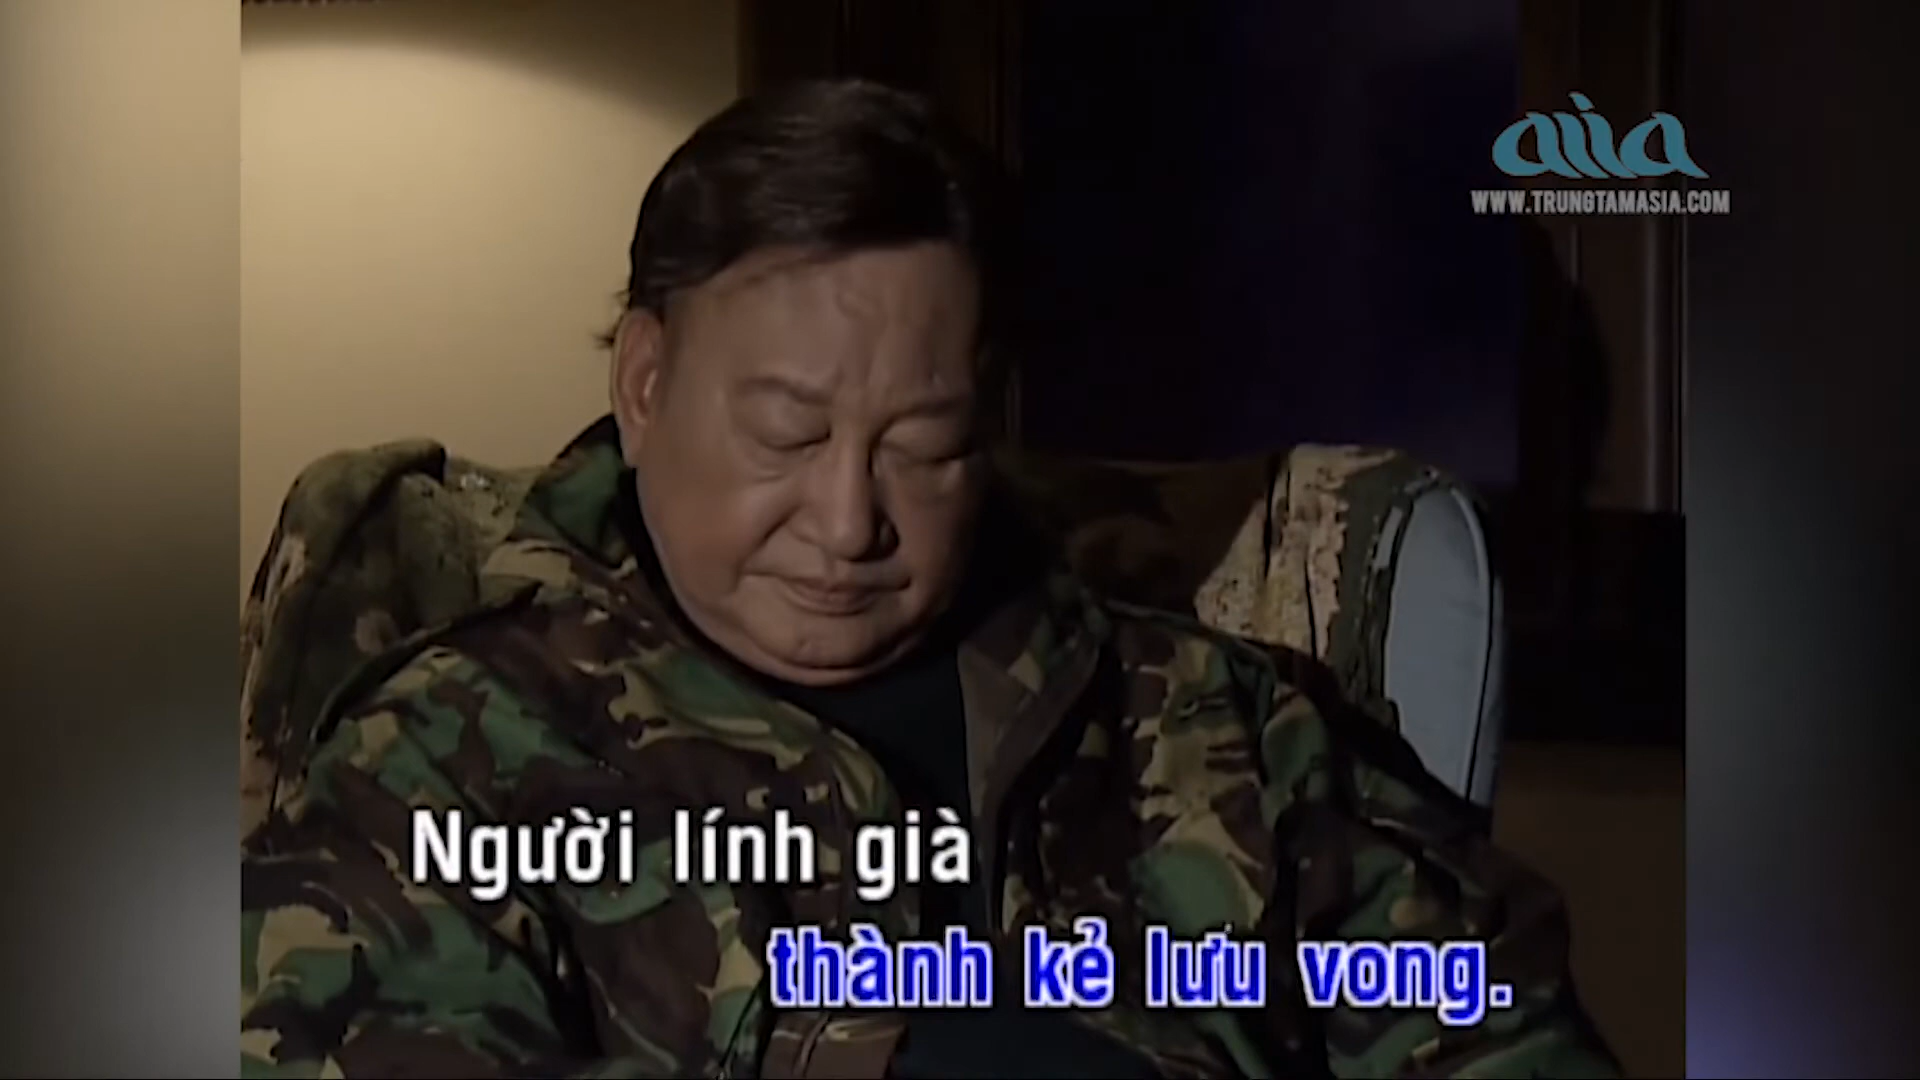 asia
WWW.TRUNGTAMASIA.COM
Người lính già
thành kẻ lưu vong.